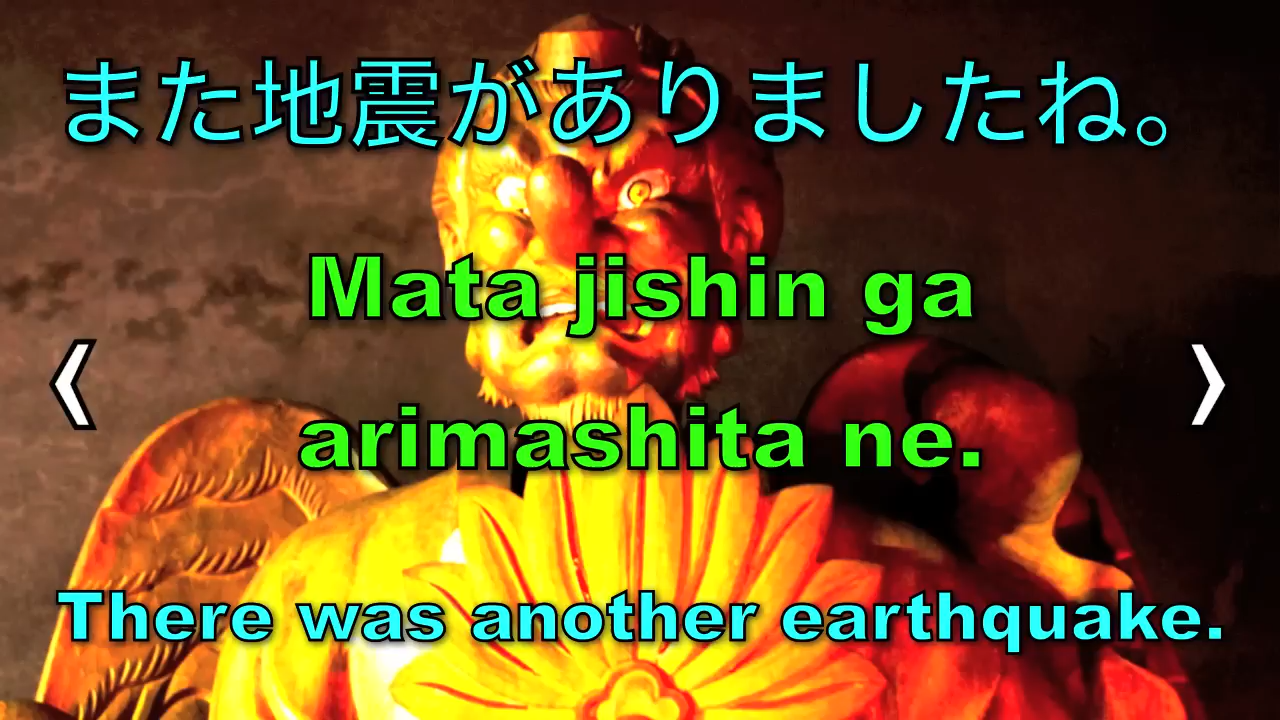 また地震がありましたね。
Mata jishin ga
arimashita ne.
There was another earthquake.